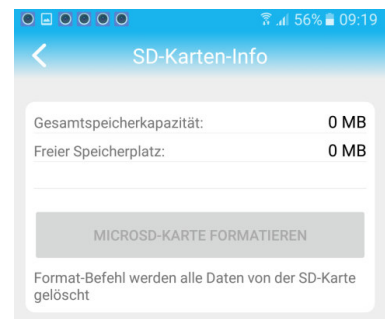 56% 09:19
SD-Karten-Info
Gesamtspeicherkapazität: 0 MB
Freier Speicherplatz: 0 MB
MICROSD-KARTE FORMATIEREN
Format-Befehl werden alle Daten von der SD-Karte
gelöscht